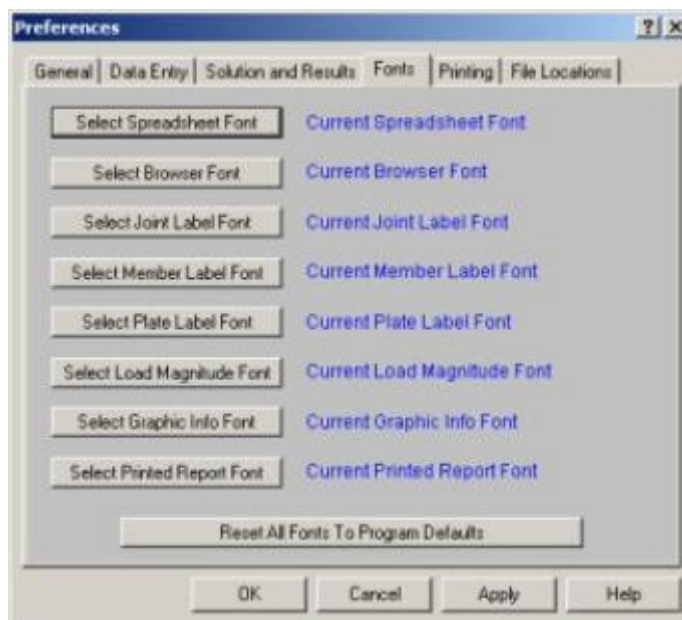 Preferences
General Data Entry Solution and Results Fonts Printing File Locations
Select Spreadsheet Font Current Spreadsheet Font
Select Browser Font Current Browser Font
Select Joint Label Font Current Joint Label Font
Select Member Label Font Current Member Label Font
Select Plate Label Font Current Plate Label Font
Select Load Magnitude Font Current Load Magnitude Font
Select Graphic Info Font Current Graphic Info Font
Select Printed Report Font Current Printed Report Font
Reset All Fonts To Program Defaults
OK Cancel Apply Help